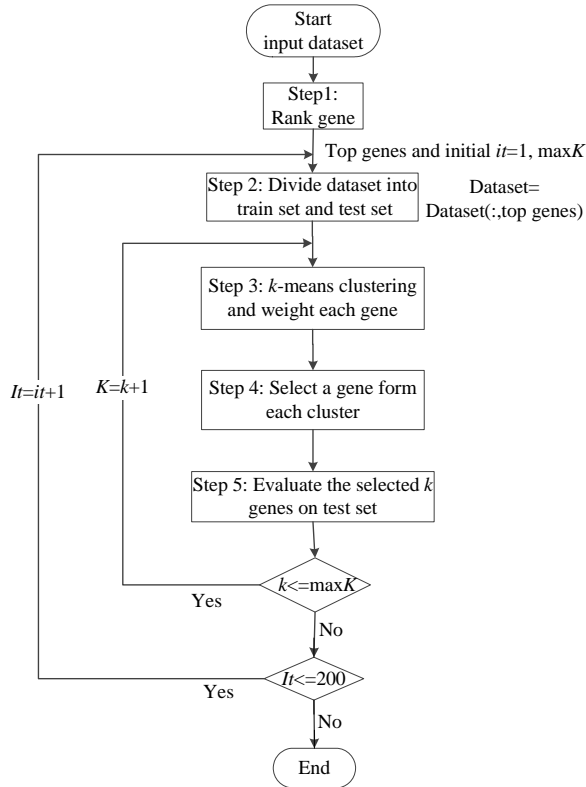 Start
input dataset
Step1:
Rank gene
Top genes and initial it=1, maxK
Step 2: Divide dataset into
train set and test set
Dataset=
Dataset(:,top genes)
Step 3: k-means clustering
and weight each gene
It=it+1
K=k+1
Step 4: Select a gene form
each cluster
Step 5: Evaluate the selected k
genes on test set
k<=maxK
Yes
No
It<=200
Yes
No
End